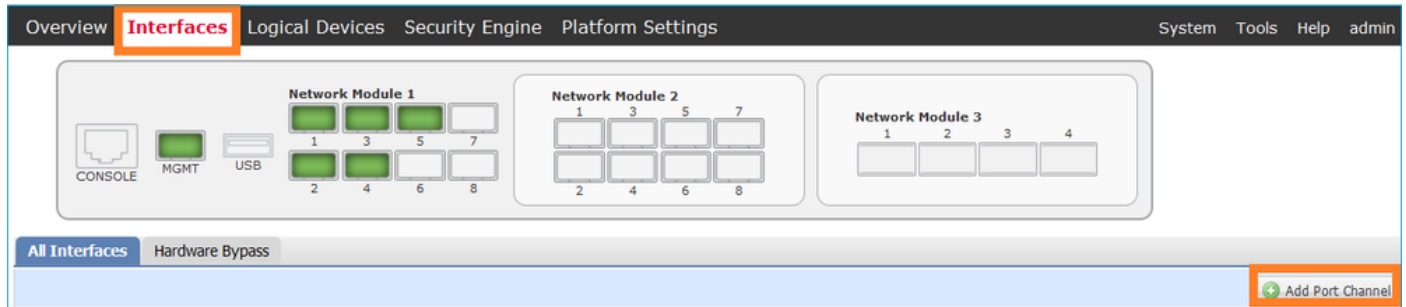 Overview Interfaces Logical Devices Security Engine Platform Settings System Tools Help admin
Network Module 1 Network Module 2
1 3 5 7
Network Module 3
1 2 3 4
1 3 5 7
CONSOLE MGMT USB
2 4 6 8 2 4 6 8
All Interfaces Hardware Bypass
Add Port Channel